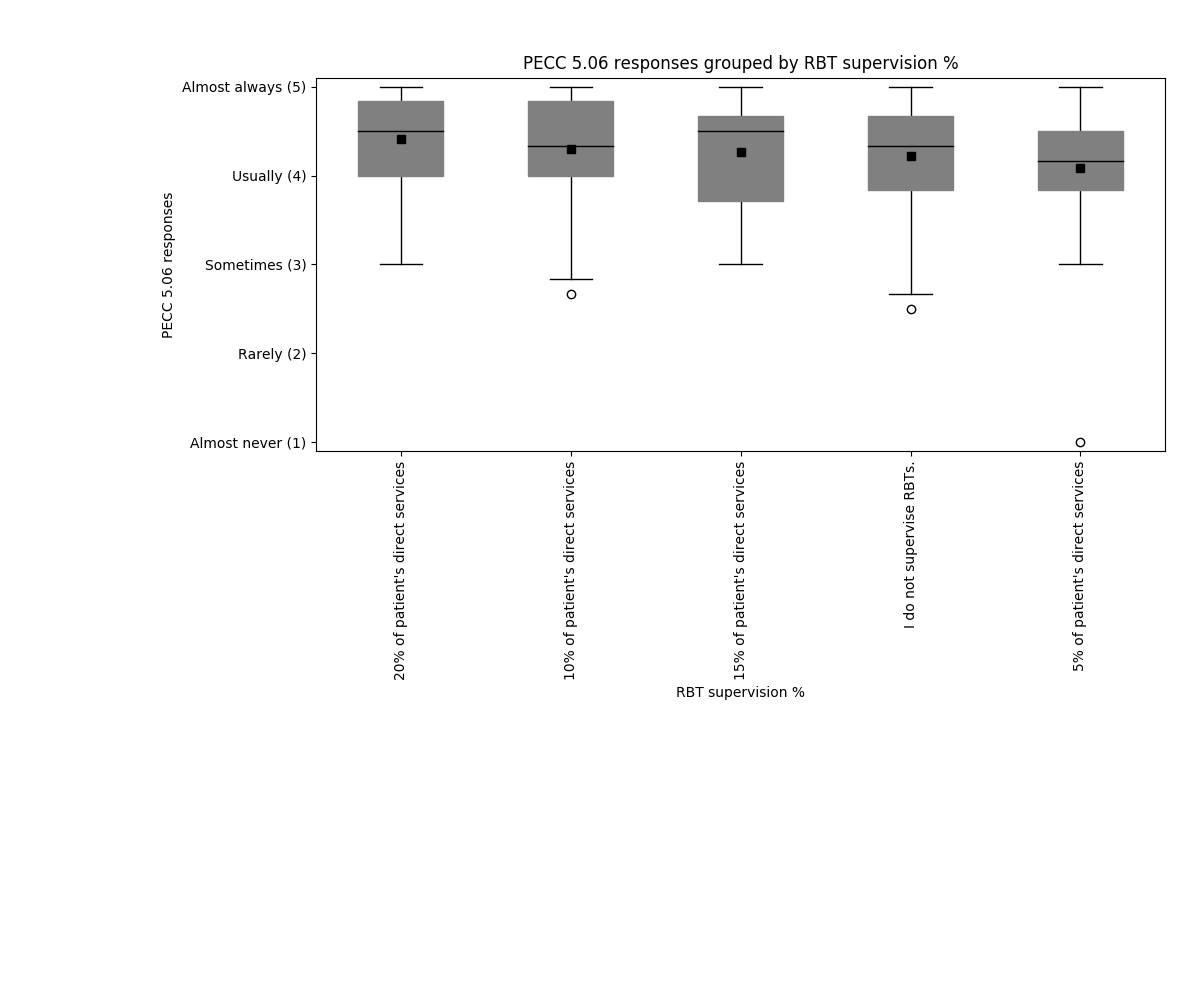 PECC 5.06 responses grouped by RBT supervision %
PECC 5.06 responses
Almost always (5)
Usually (4)
Sometimes (3)
Rarely (2)
Almost never (1)
20% of patient's direct services
10% of patient's direct services
15% of patient's direct services
I do not supervise RBTs.
5% of patient's direct services
RBT supervision %